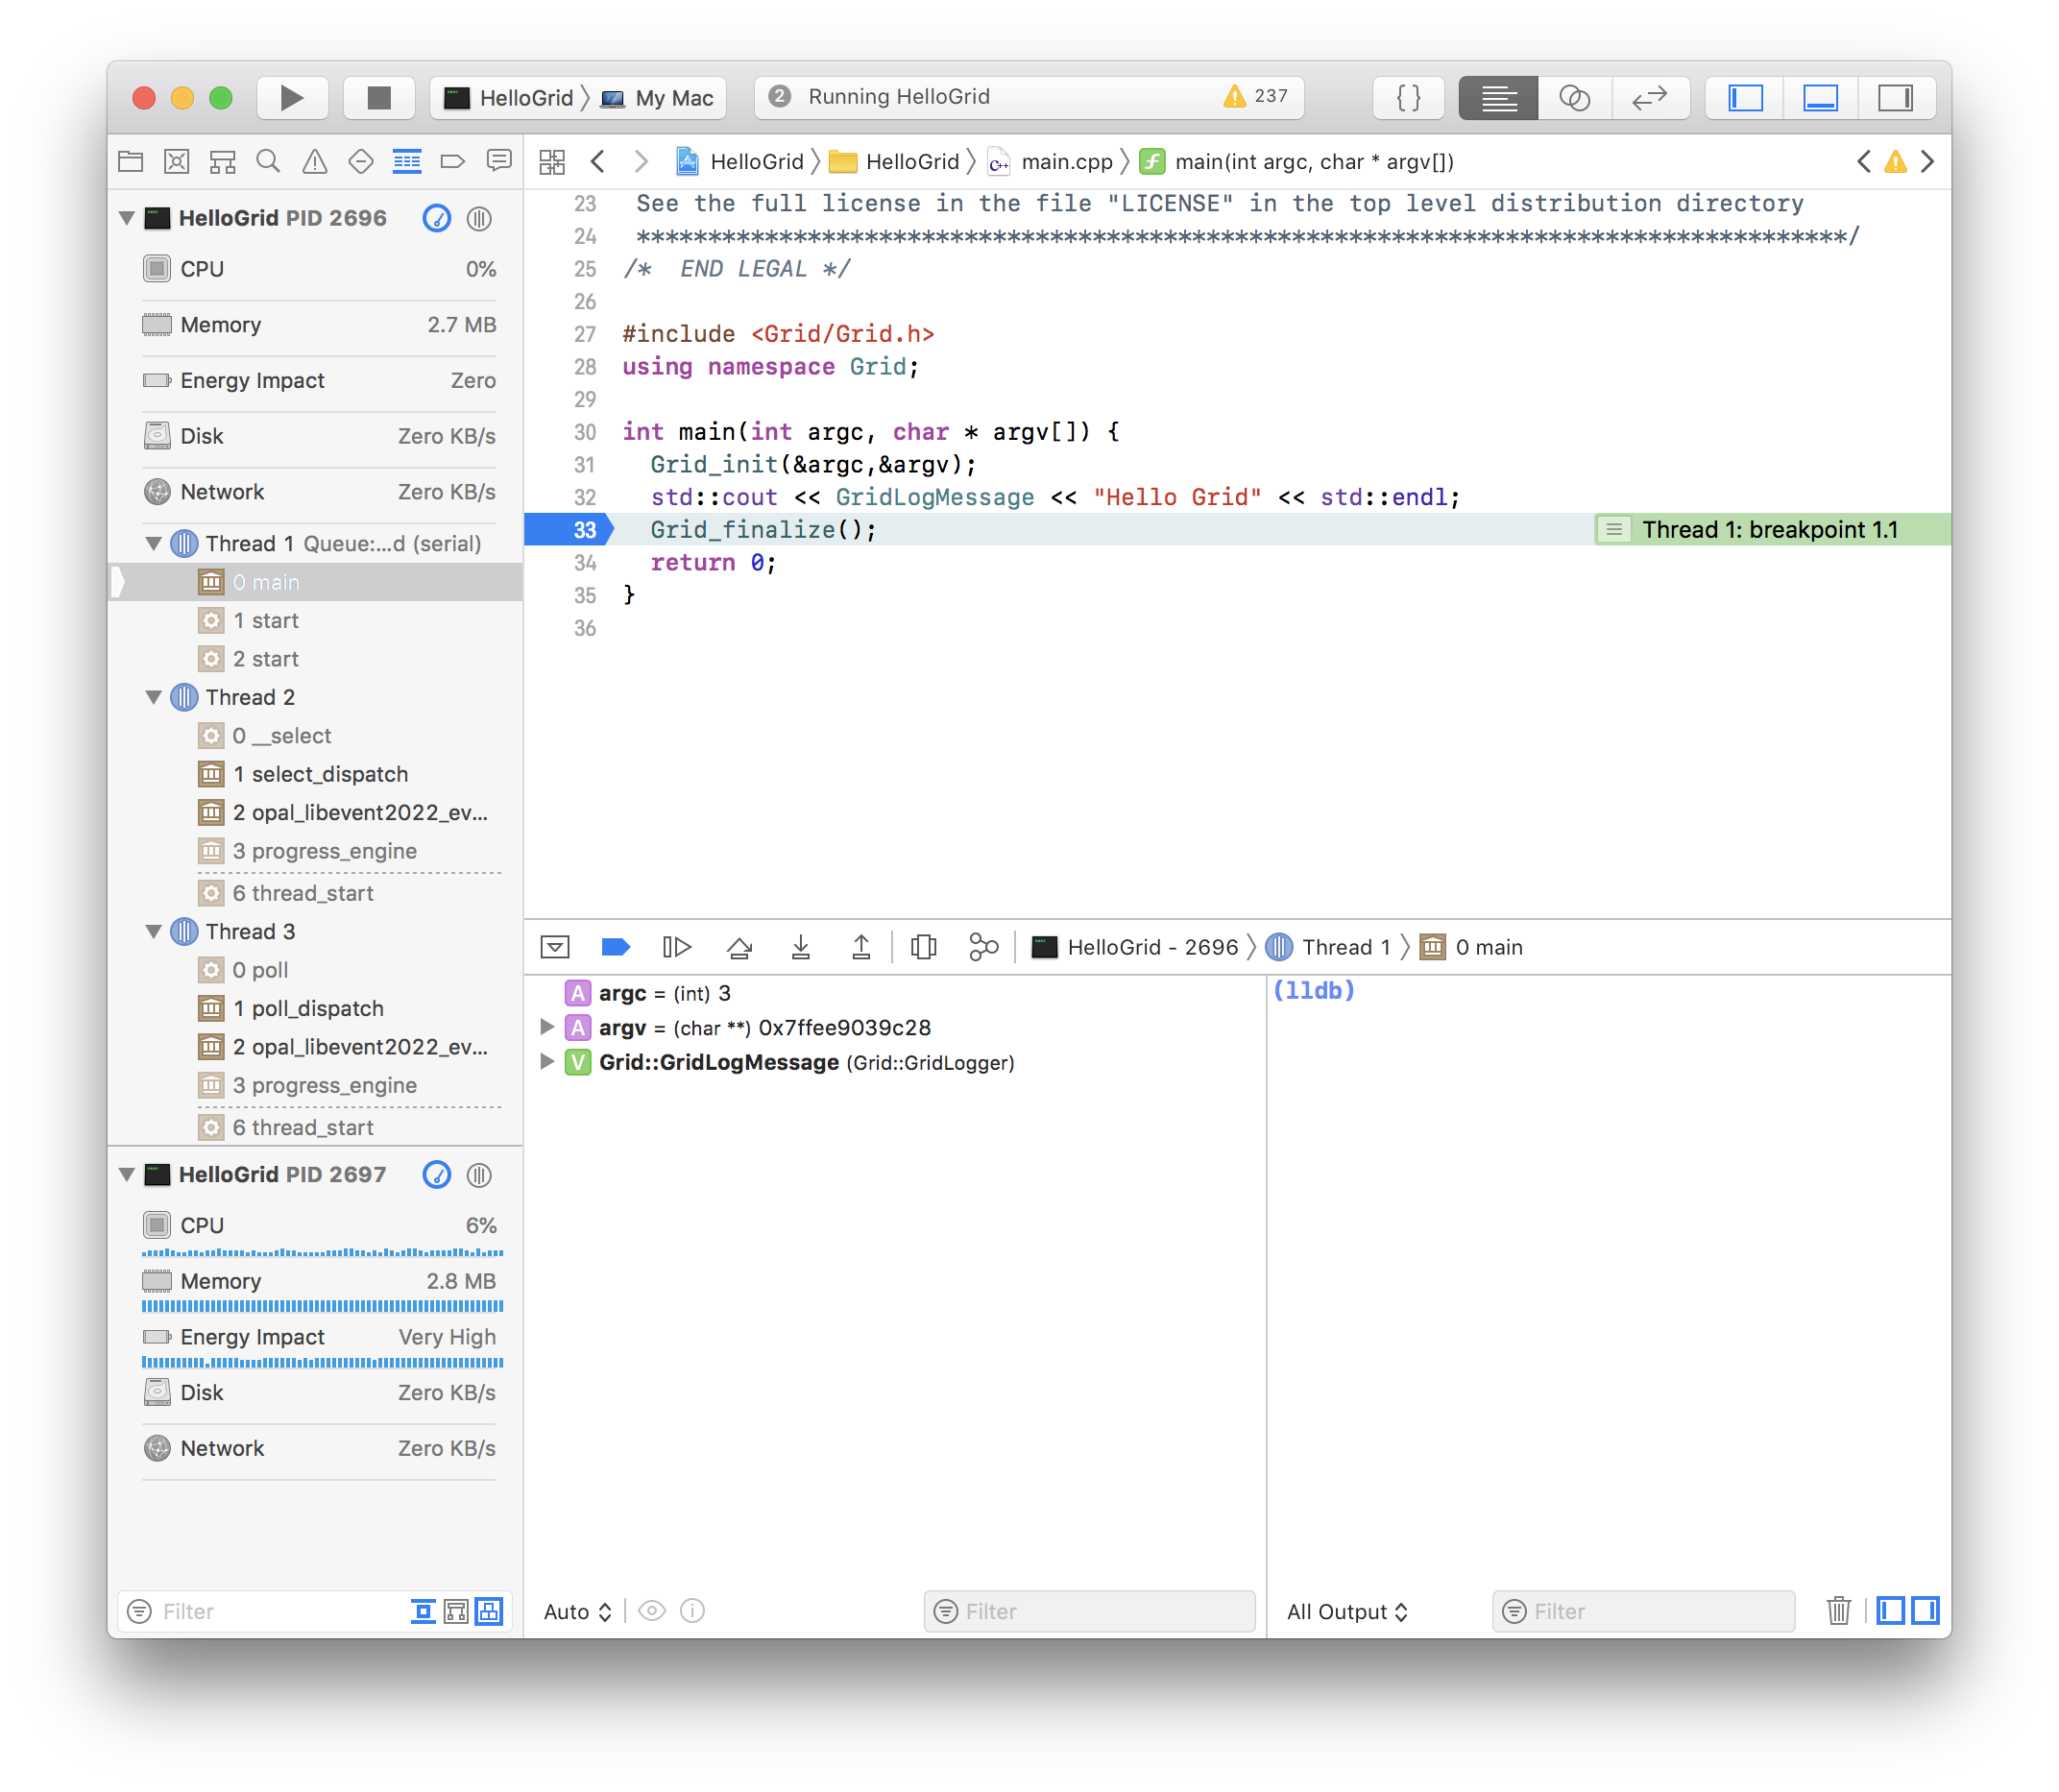 HelloGrid My Mac
2 Running HelloGrid 237
{ }
HelloGrid HelloGrid main.cpp main(int argc, char * argv[])
HelloGrid PID 2696
CPU 0%
Memory 2.7 MB
Energy Impact Zero
Disk Zero KB/s
Network Zero KB/s
Thread 1 Queue:...d (serial)
0 main
1 start
2 start
Thread 2
0 __select
1 select_dispatch
2 opal_libevent2022_ev...
3 progress_engine
6 thread_start
Thread 3
0 poll
1 poll_dispatch
2 opal_libevent2022_ev...
3 progress_engine
6 thread_start
HelloGrid PID 2697
CPU 6%
Memory 2.8 MB
Energy Impact Very High
Disk Zero KB/s
Network Zero KB/s
Filter
23 See the full license in the file "LICENSE" in the top level distribution directory
24 *************************************************************************************/
25 /*  END LEGAL */
26
27 #include <Grid/Grid.h>
28 using namespace Grid;
29
30 int main(int argc, char * argv[]) {
31 Grid_init(&argc,&argv);
32 std::cout << GridLogMessage << "Hello Grid" << std::endl;
33 Grid_finalize(); Thread 1: breakpoint 1.1
34 return 0;
35 }
36
HelloGrid - 2696 Thread 1 0 main
A argc = (int) 3
A argv = (char **) 0x7ffee9039c28
V Grid::GridLogMessage (Grid::GridLogger)
Auto Filter
(lldb)
All Output Filter